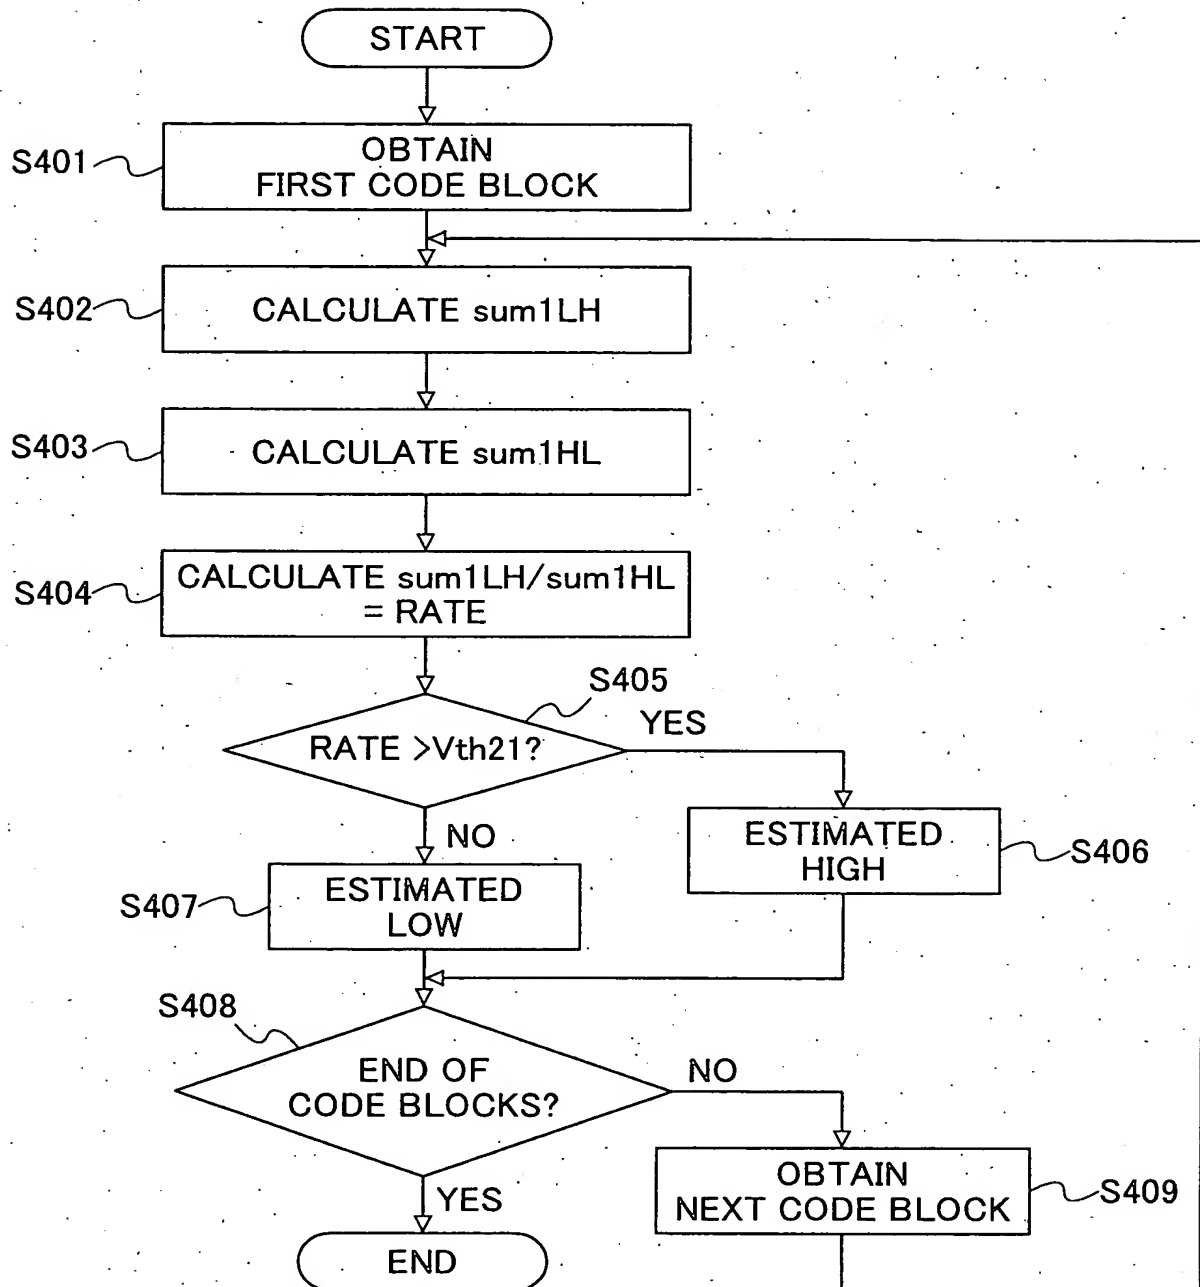 START
S401
OBTAIN
FIRST CODE BLOCK
S402
CALCULATE sum1LH
S403
CALCULATE sum1HL
S404
CALCULATE sum1LH/sum1HL
= RATE
S405
RATE >Vth21?
YES
NO
ESTIMATED
HIGH
S406
S407
ESTIMATED
LOW
S408
END OF
CODE BLOCKS?
NO
YES
OBTAIN
NEXT CODE BLOCK
S409
END